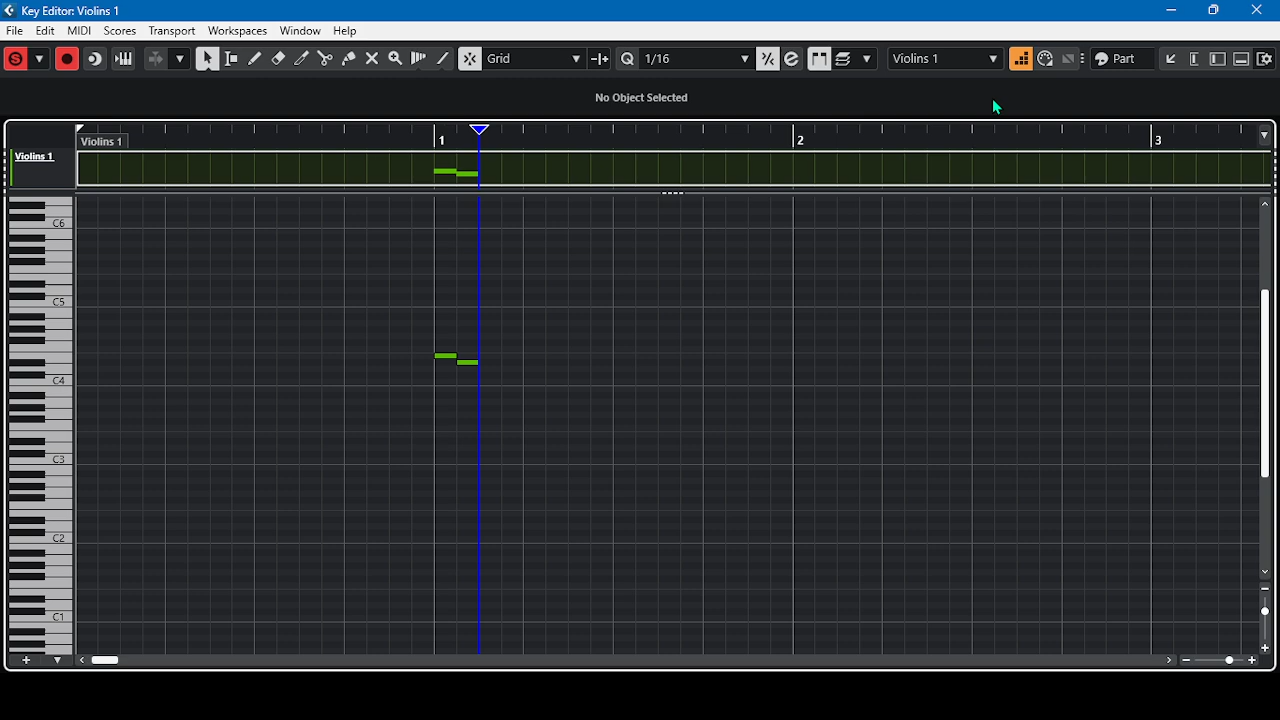 Key Editor: Violins 1
File Edit MIDI Scores Transport Workspaces Window Help
Grid 1/16 Violins 1 Part
No Object Selected
1 2 3
Violins 1
Violins 1
C6
C5
C4
C3
C2
C1